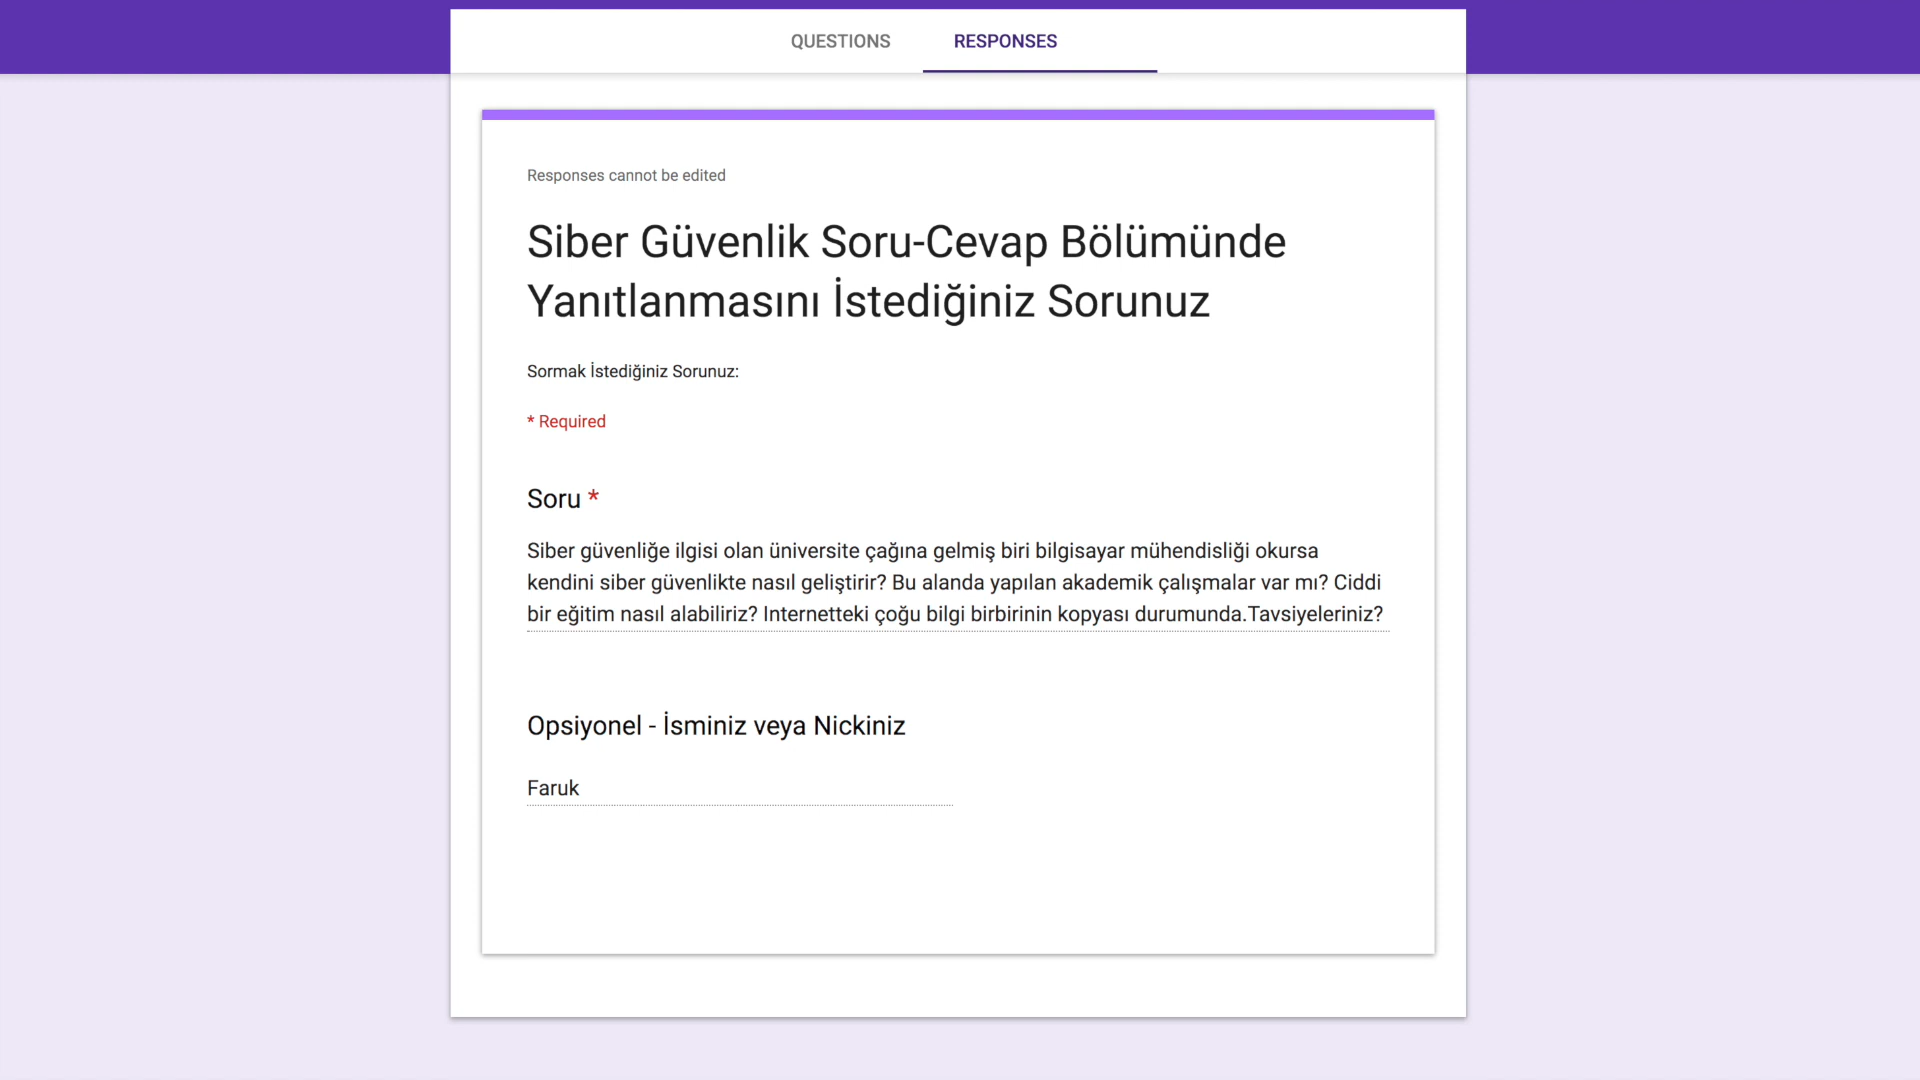 QUESTIONS
RESPONSES
Responses cannot be edited
Siber Güvenlik Soru-Cevap Bölümünde
Yanıtlanmasını İstediğiniz Sorunuz
Sormak İstediğiniz Sorunuz:
* Required
Soru *
Siber güvenliğe ilgisi olan üniversite çağına gelmiş biri bilgisayar mühendisliği okursa
kendini siber güvenlikte nasıl geliştirir? Bu alanda yapılan akademik çalışmalar var mı? Ciddi
bir eğitim nasıl alabiliriz? Internetteki çoğu bilgi birbirinin kopyası durumunda.Tavsiyeleriniz?
Opsiyonel - İsminiz veya Nickiniz
Faruk